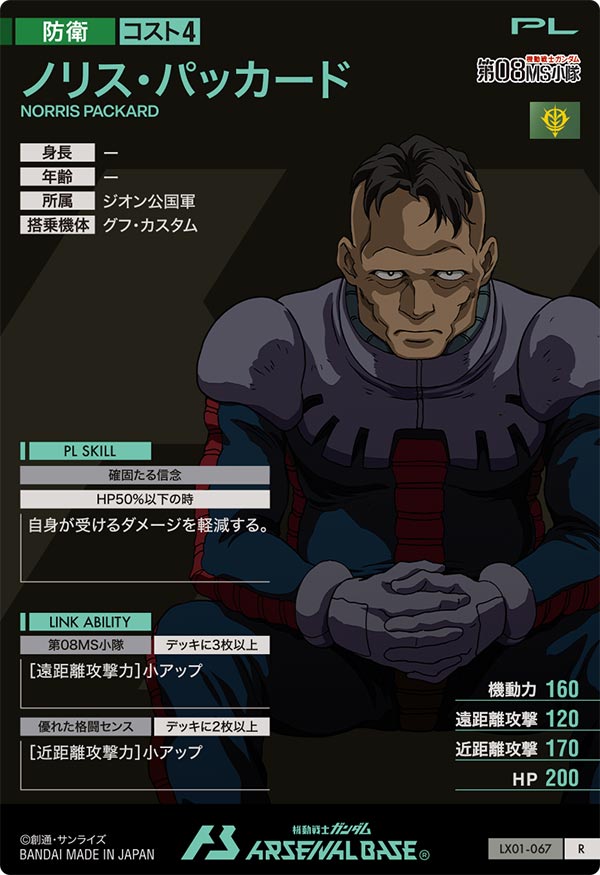 防衛 コスト4 PL
ノリス・パッカード
NORRIS PACKARD
機動戦士ガンダム
第08MS小隊
身長 ー
年齢 ー
所属 ジオン公国軍
搭乗機体 グフ・カスタム
PL SKILL
確固たる信念
HP50%以下の時
自身が受けるダメージを軽減する。
LINK ABILITY
第08MS小隊 デッキに3枚以上
[遠距離攻撃力]小アップ
優れた格闘センス デッキに2枚以上
[近距離攻撃力]小アップ
機動力 160
遠距離攻撃 120
近距離攻撃 170
HP 200
©創通・サンライズ
BANDAI MADE IN JAPAN
AB 機動戦士ガンダム
ARSENAL BASE®
LX01-067 R